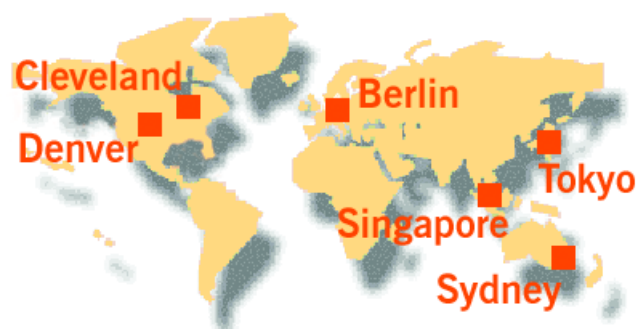 Cleveland
Berlin
Denver
Tokyo
Singapore
Sydney